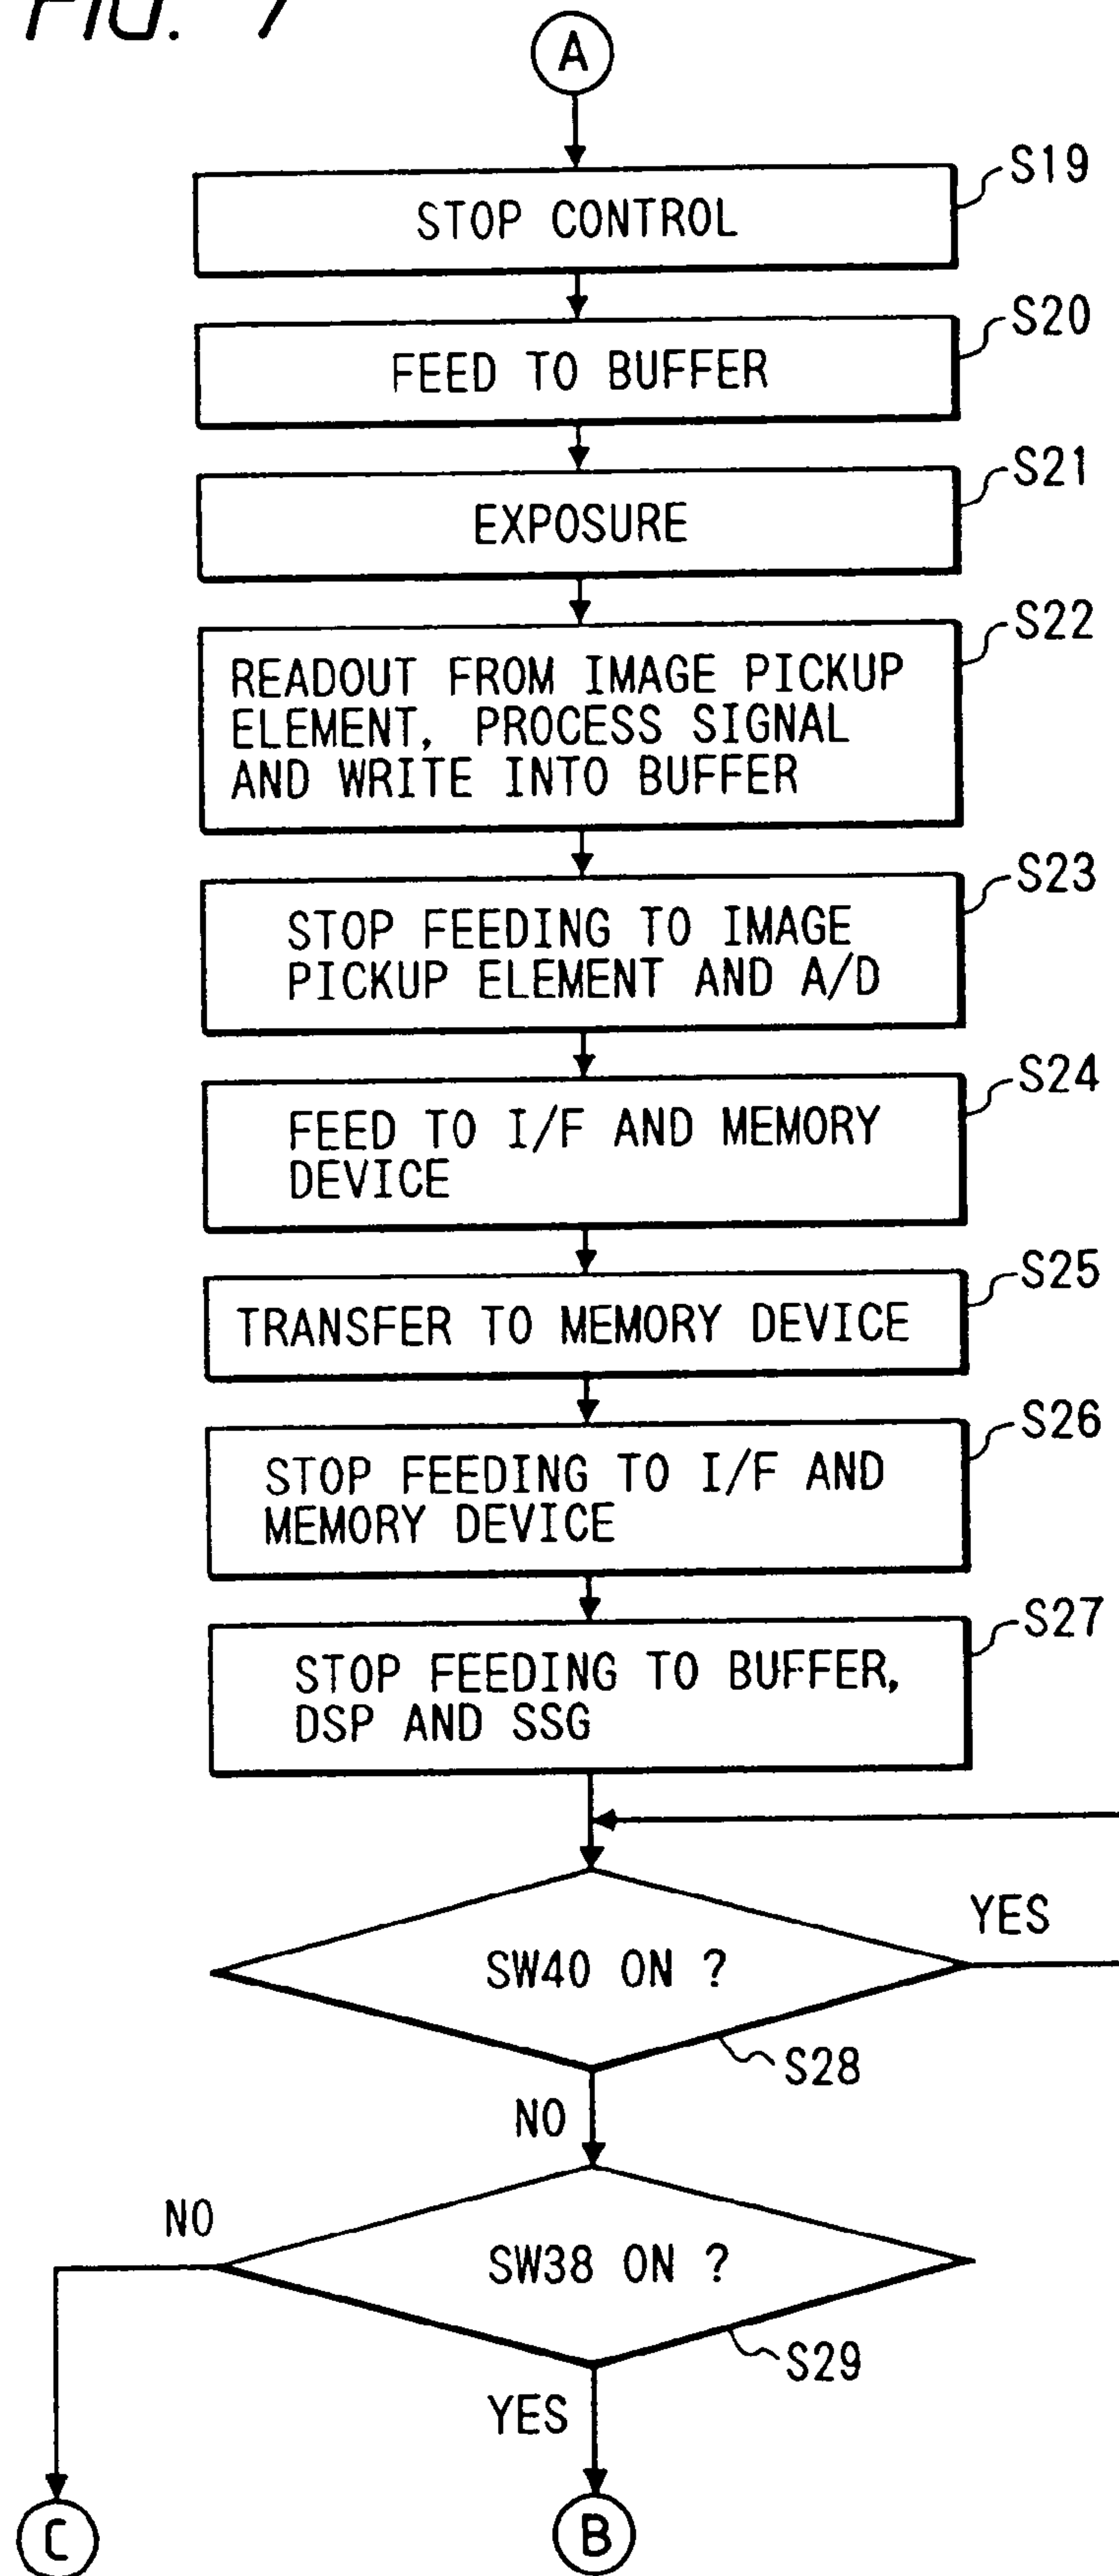 FIG. 7
A
STOP CONTROL
S19
FEED TO BUFFER
S20
EXPOSURE
S21
READOUT FROM IMAGE PICKUP
ELEMENT, PROCESS SIGNAL
AND WRITE INTO BUFFER
S22
STOP FEEDING TO IMAGE
PICKUP ELEMENT AND A/D
S23
FEED TO I/F AND MEMORY
DEVICE
S24
TRANSFER TO MEMORY DEVICE
S25
STOP FEEDING TO I/F AND
MEMORY DEVICE
S26
STOP FEEDING TO BUFFER,
DSP AND SSG
S27
SW40 ON ?
YES
S28
NO
SW38 ON ?
NO
S29
YES
C
B